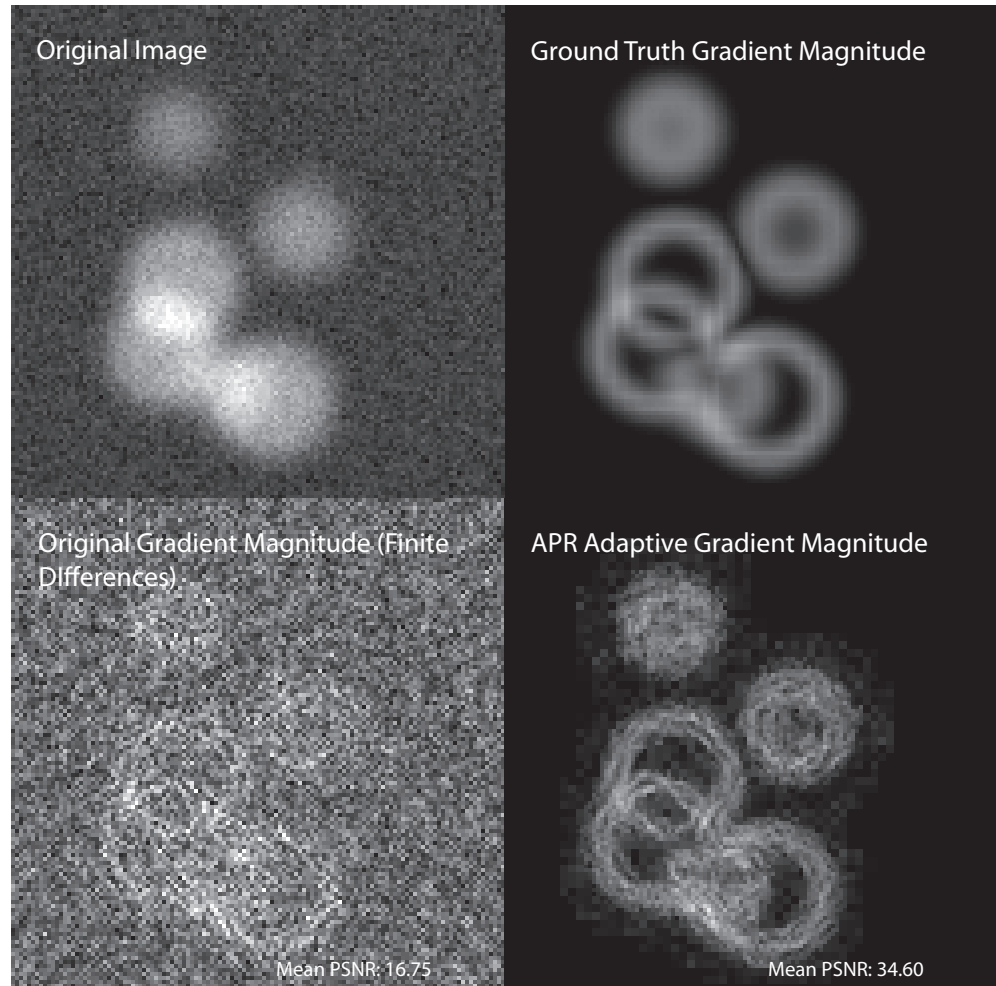 Original Image
Ground Truth Gradient Magnitude
Original Gradient Magnitude (Finite
DIfferences)
APR Adaptive Gradient Magnitude
Mean PSNR: 16.75
Mean PSNR: 34.60